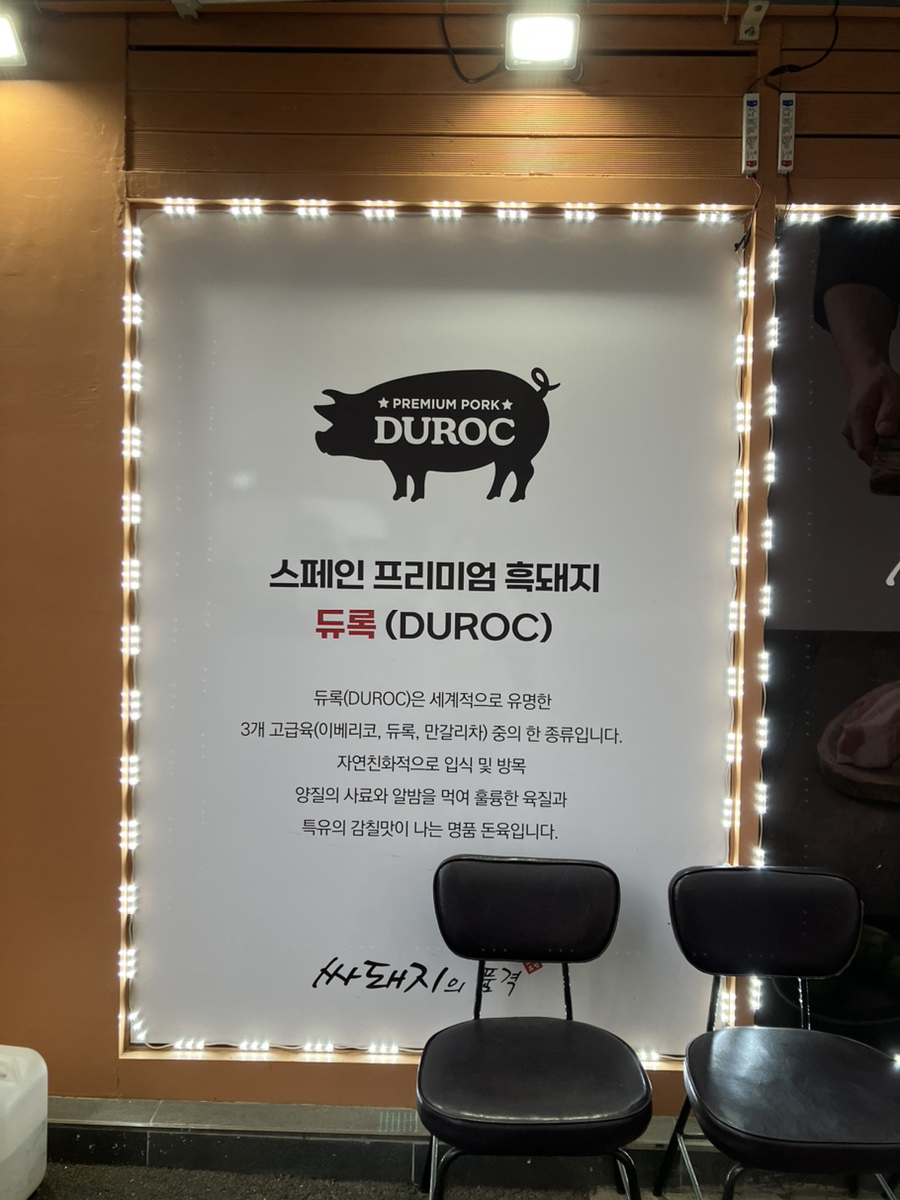 ★ PREMIUM PORK ★
DUROC
스페인 프리미엄 흑돼지
듀록 (DUROC)
듀록(DUROC)은 세계적으로 유명한
3개 고급육(이베리코, 듀록, 만갈리차) 중의 한 종류입니다.
자연친화적으로 입식 및 방목
양질의 사료와 알밤을 먹여 훌륭한 육질과
특유의 감칠맛이 나는 명품 돈육입니다.
싸돼지의 품격